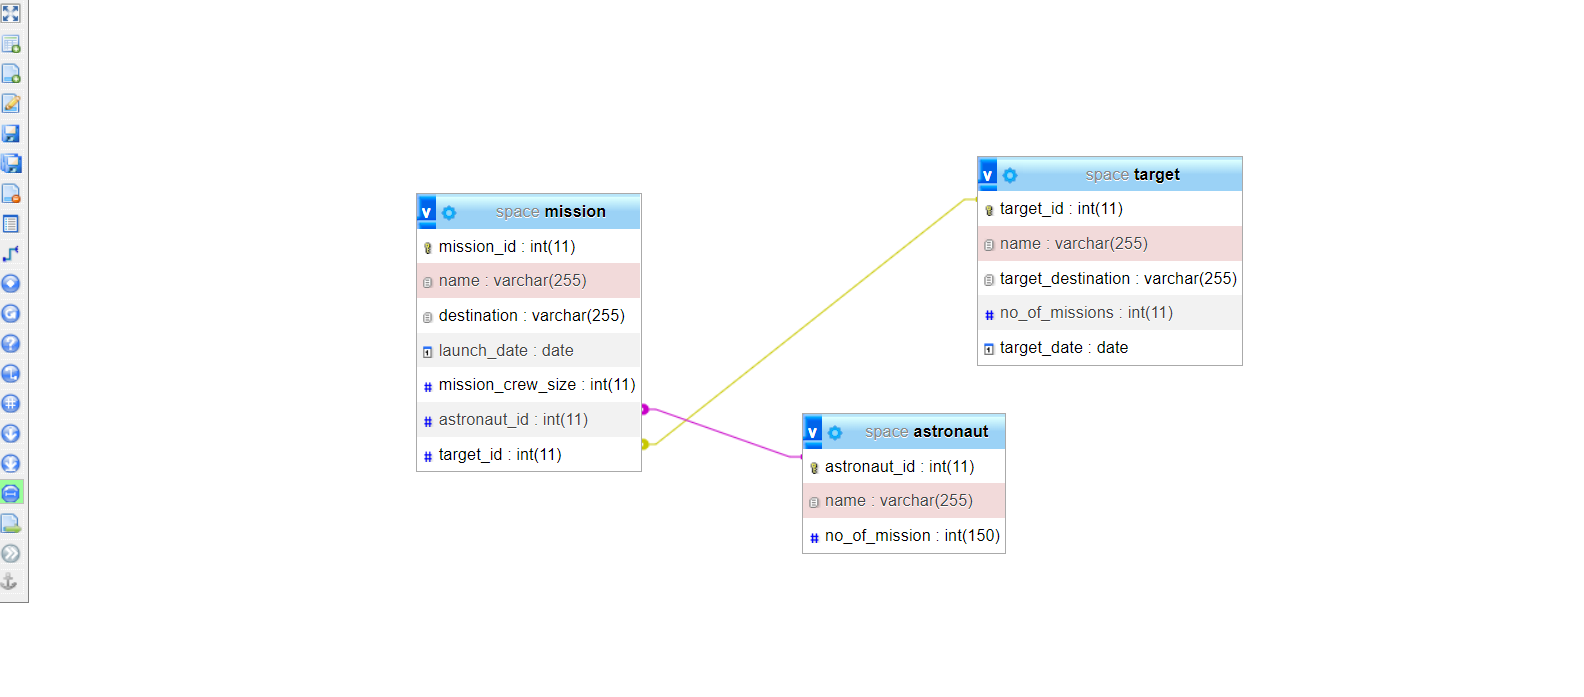 v space mission
mission_id : int(11)
name : varchar(255)
destination : varchar(255)
launch_date : date
mission_crew_size : int(11)
astronaut_id : int(11)
target_id : int(11)
v space target
target_id : int(11)
name : varchar(255)
target_destination : varchar(255)
no_of_missions : int(11)
target_date : date
v space astronaut
astronaut_id : int(11)
name : varchar(255)
no_of_mission : int(150)